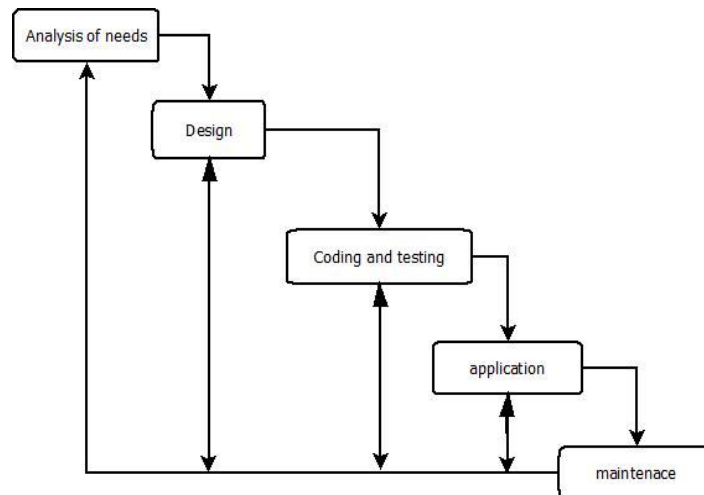 Analysis of needs
Design
Coding and testing
application
maintenace